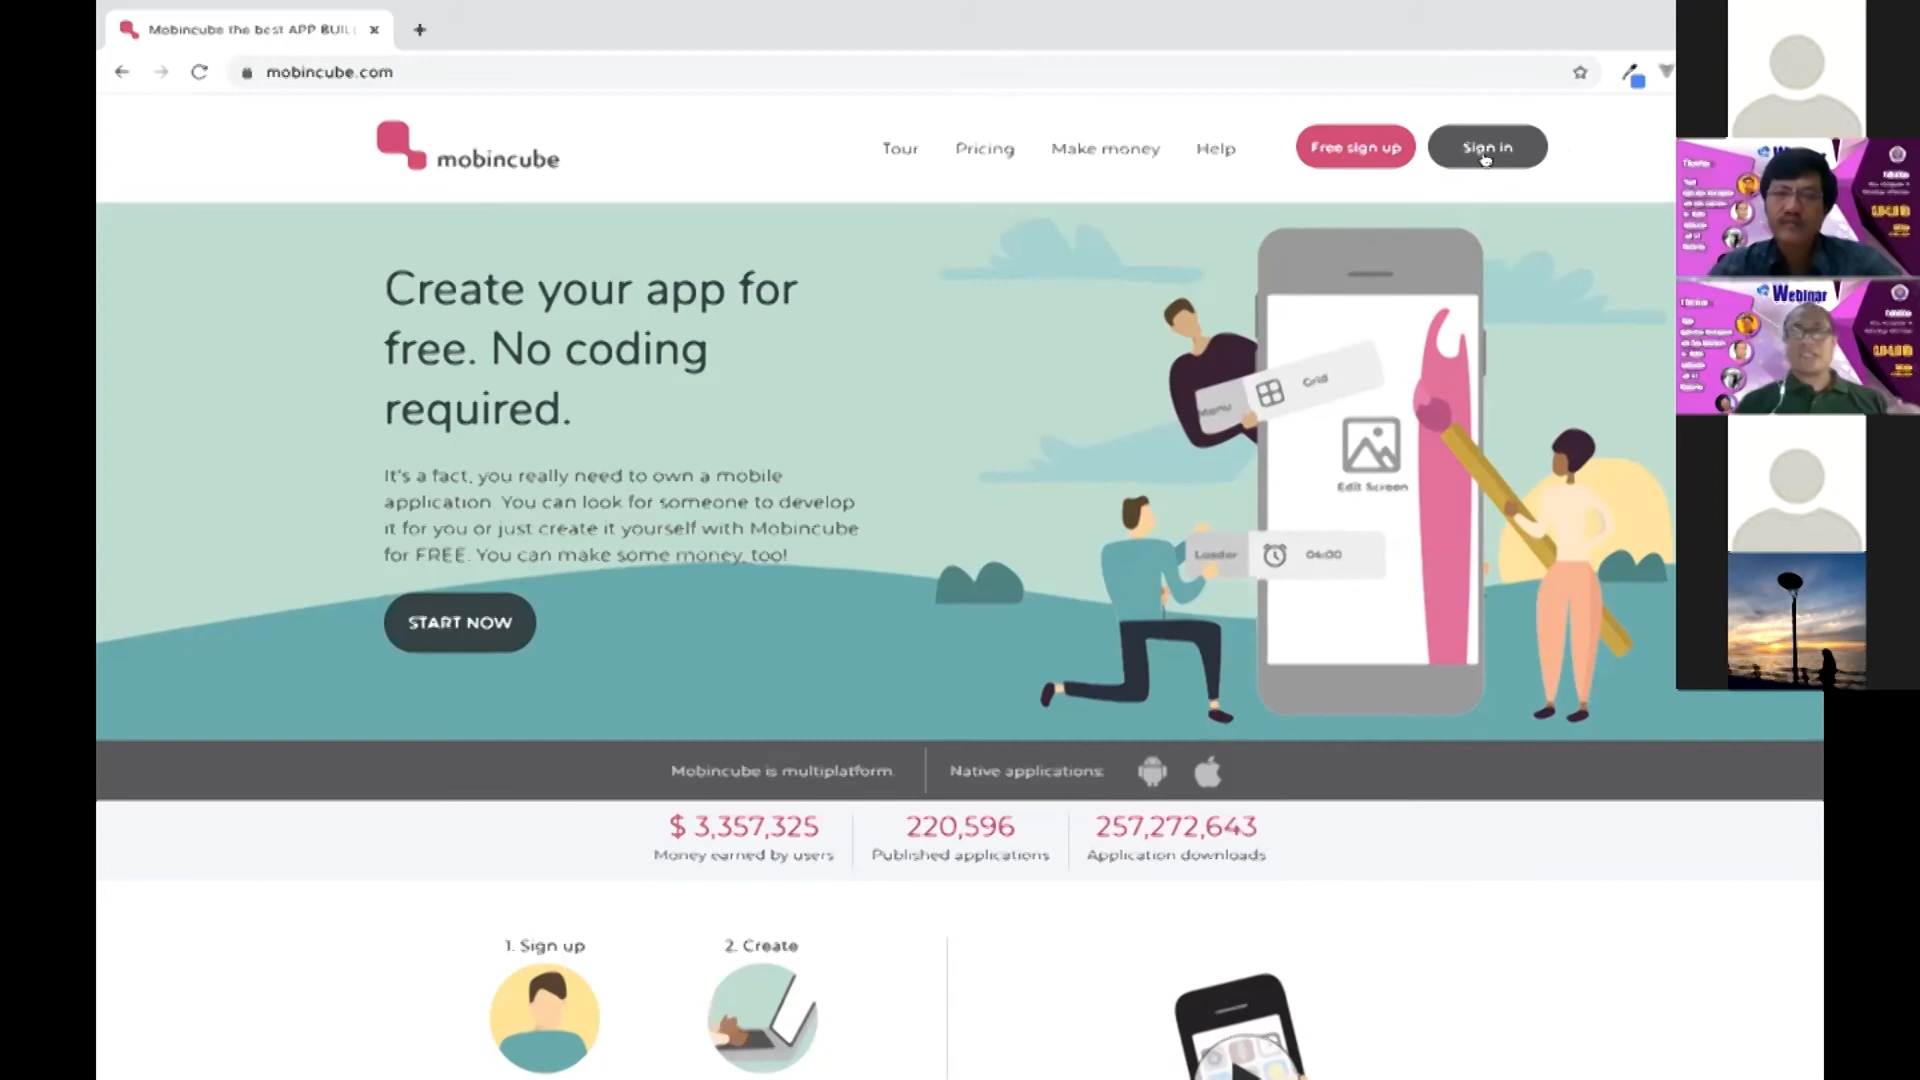 Mobincube the best APP BUIL
mobincube.com
mobincube
Tour
Pricing
Make money
Help
Free sign up
Sign in
Create your app for
free. No coding
required.
It's a fact, you really need to own a mobile
application. You can look for someone to develop
it for you or just create it yourself with Mobincube
for FREE. You can make some money, too!
START NOW
Menu
Grid
Edit Screen
Loader
Mobincube is multiplatform
Native applications:
$ 3,357,325
Money earned by users
220,596
Published applications
257,272,643
Application downloads
1. Sign up
2. Create
Webinar